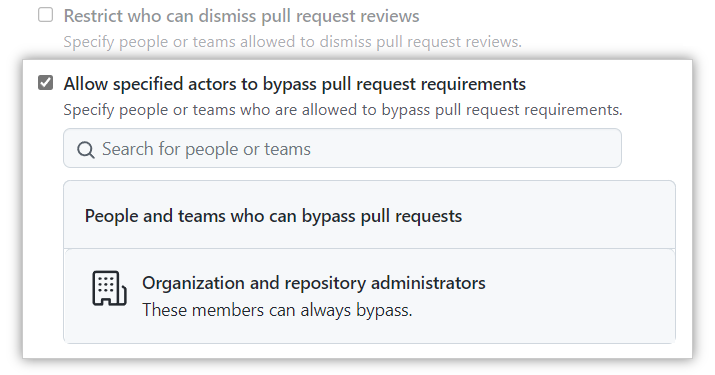 Restrict who can dismiss pull request reviews
Specify people or teams allowed to dismiss pull request reviews.
Allow specified actors to bypass pull request requirements
Specify people or teams who are allowed to bypass pull request requirements.
Search for people or teams
People and teams who can bypass pull requests
Organization and repository administrators
These members can always bypass.